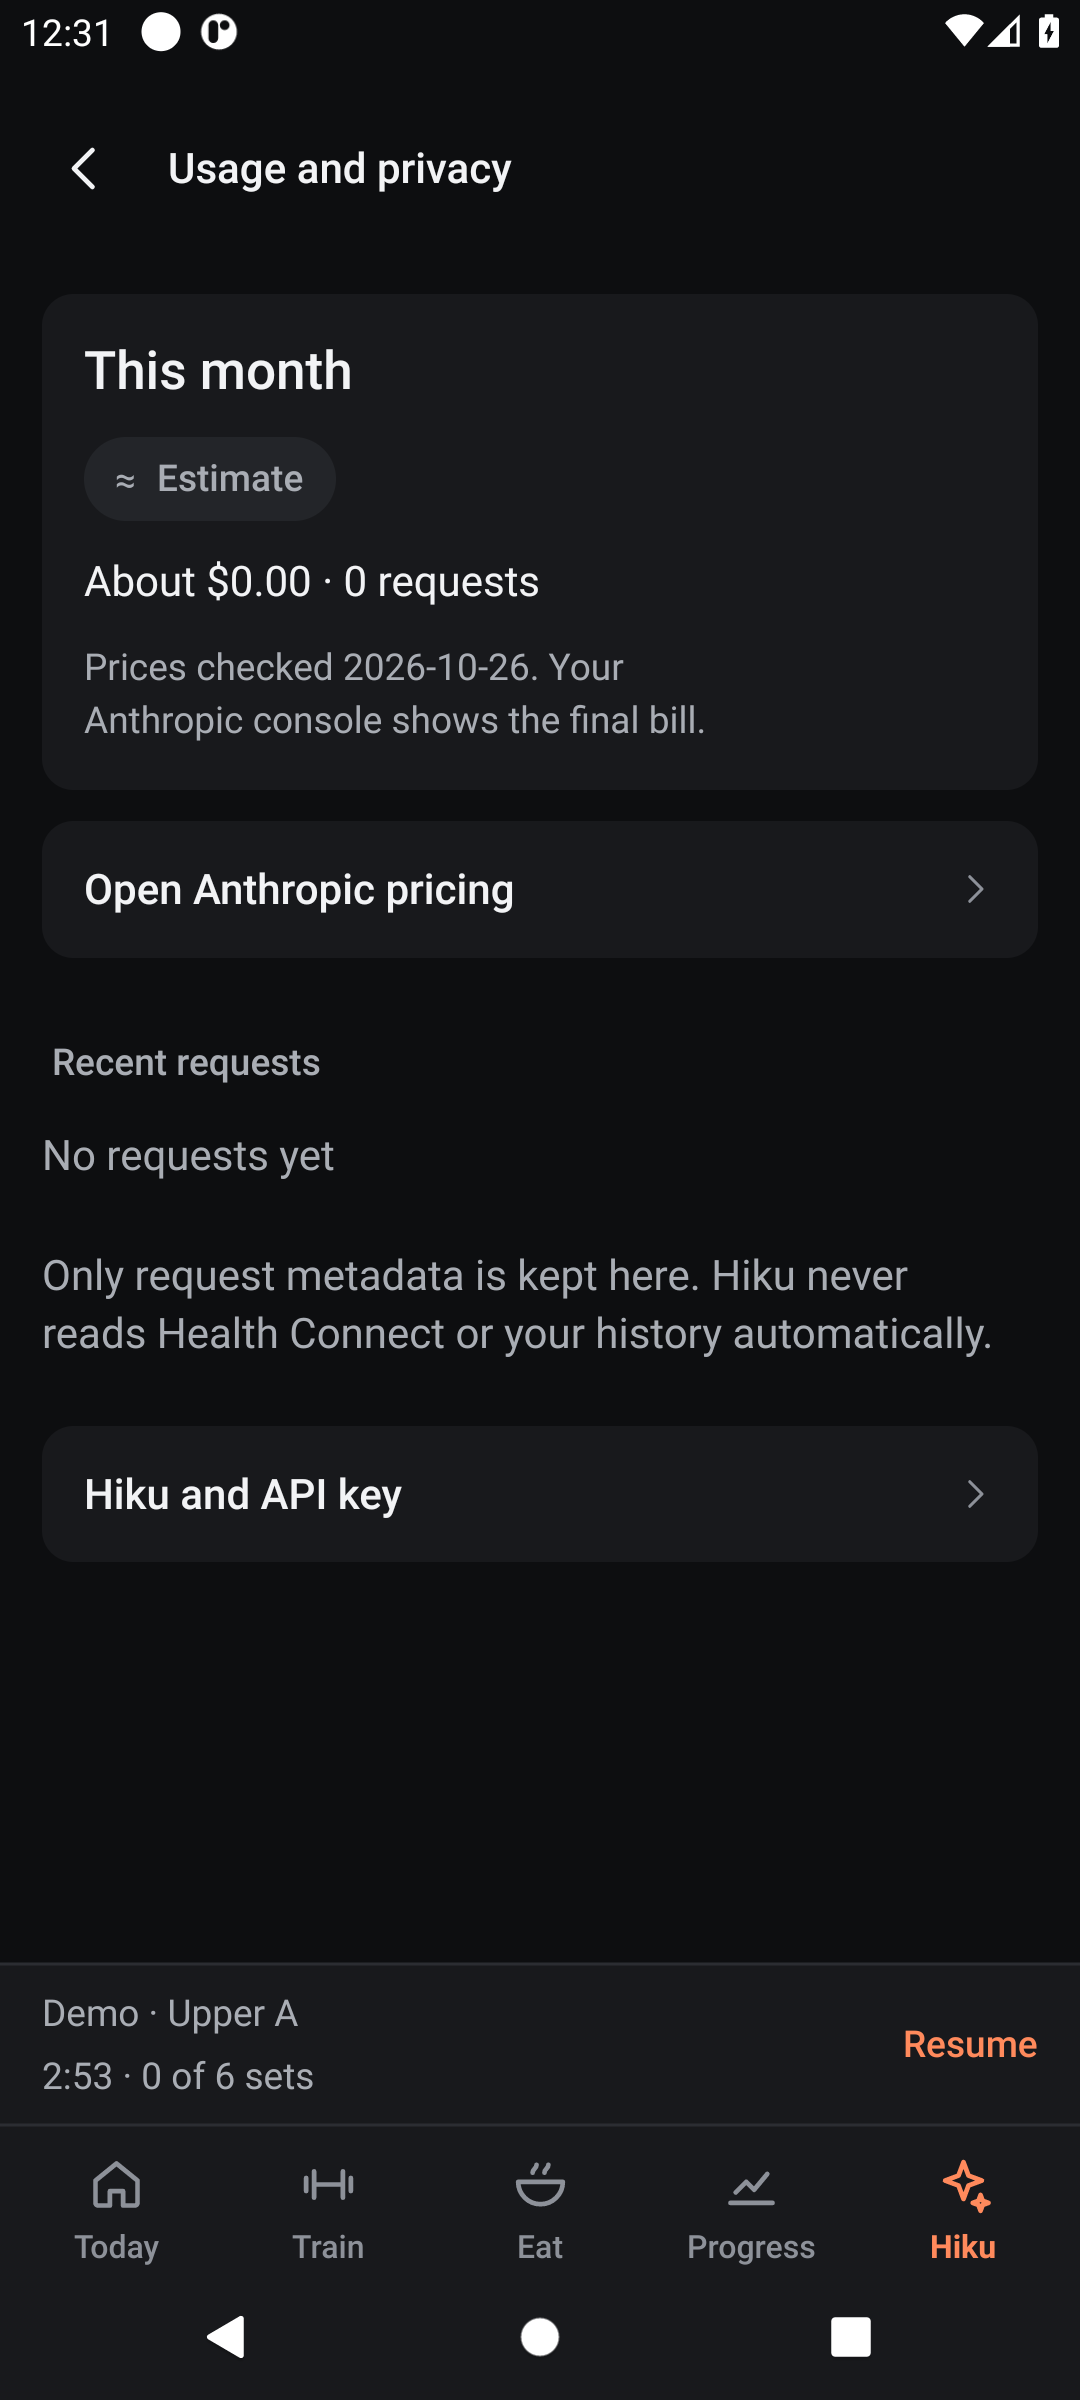 12:31
Usage and privacy
This month
≈ Estimate
About $0.00 · 0 requests
Prices checked 2026-10-26. Your
Anthropic console shows the final bill.
Open Anthropic pricing
Recent requests
No requests yet
Only request metadata is kept here. Hiku never
reads Health Connect or your history automatically.
Hiku and API key
Demo · Upper A
2:53 · 0 of 6 sets
Resume
Today
Train
Eat
Progress
Hiku